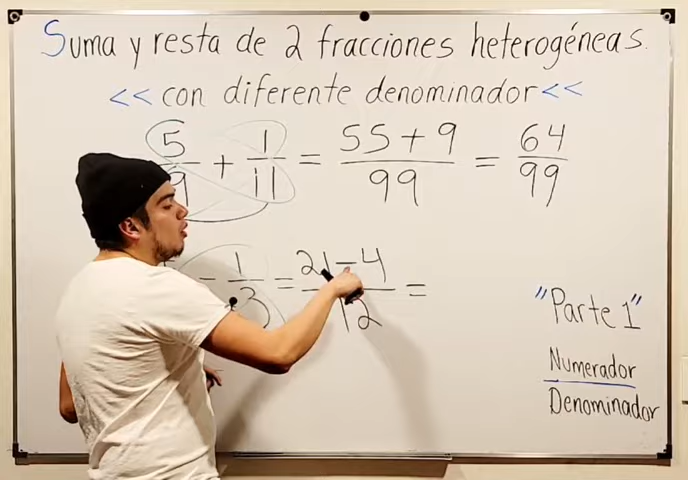 Suma y resta de 2 fracciones heterogéneas.
<< con diferente denominador <<
5/9 + 1/11 = 55 + 9/99 = 64/99
- 1/3 = 21 - 4/12 =
"Parte 1"
Numerador
Denominador